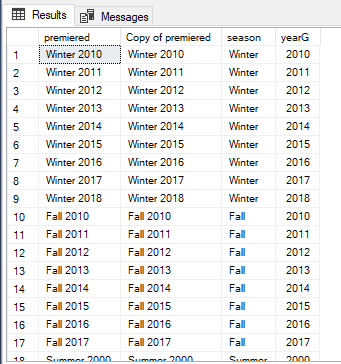 Results Messages
premiered Copy of premiered season yearG
1 Winter 2010 Winter 2010 Winter 2010
2 Winter 2011 Winter 2011 Winter 2011
3 Winter 2012 Winter 2012 Winter 2012
4 Winter 2013 Winter 2013 Winter 2013
5 Winter 2014 Winter 2014 Winter 2014
6 Winter 2015 Winter 2015 Winter 2015
7 Winter 2016 Winter 2016 Winter 2016
8 Winter 2017 Winter 2017 Winter 2017
9 Winter 2018 Winter 2018 Winter 2018
10 Fall 2010 Fall 2010 Fall 2010
11 Fall 2011 Fall 2011 Fall 2011
12 Fall 2012 Fall 2012 Fall 2012
13 Fall 2013 Fall 2013 Fall 2013
14 Fall 2014 Fall 2014 Fall 2014
15 Fall 2015 Fall 2015 Fall 2015
16 Fall 2016 Fall 2016 Fall 2016
17 Fall 2017 Fall 2017 Fall 2017
18 Summer 2000 Summer 2000 Summer 2000